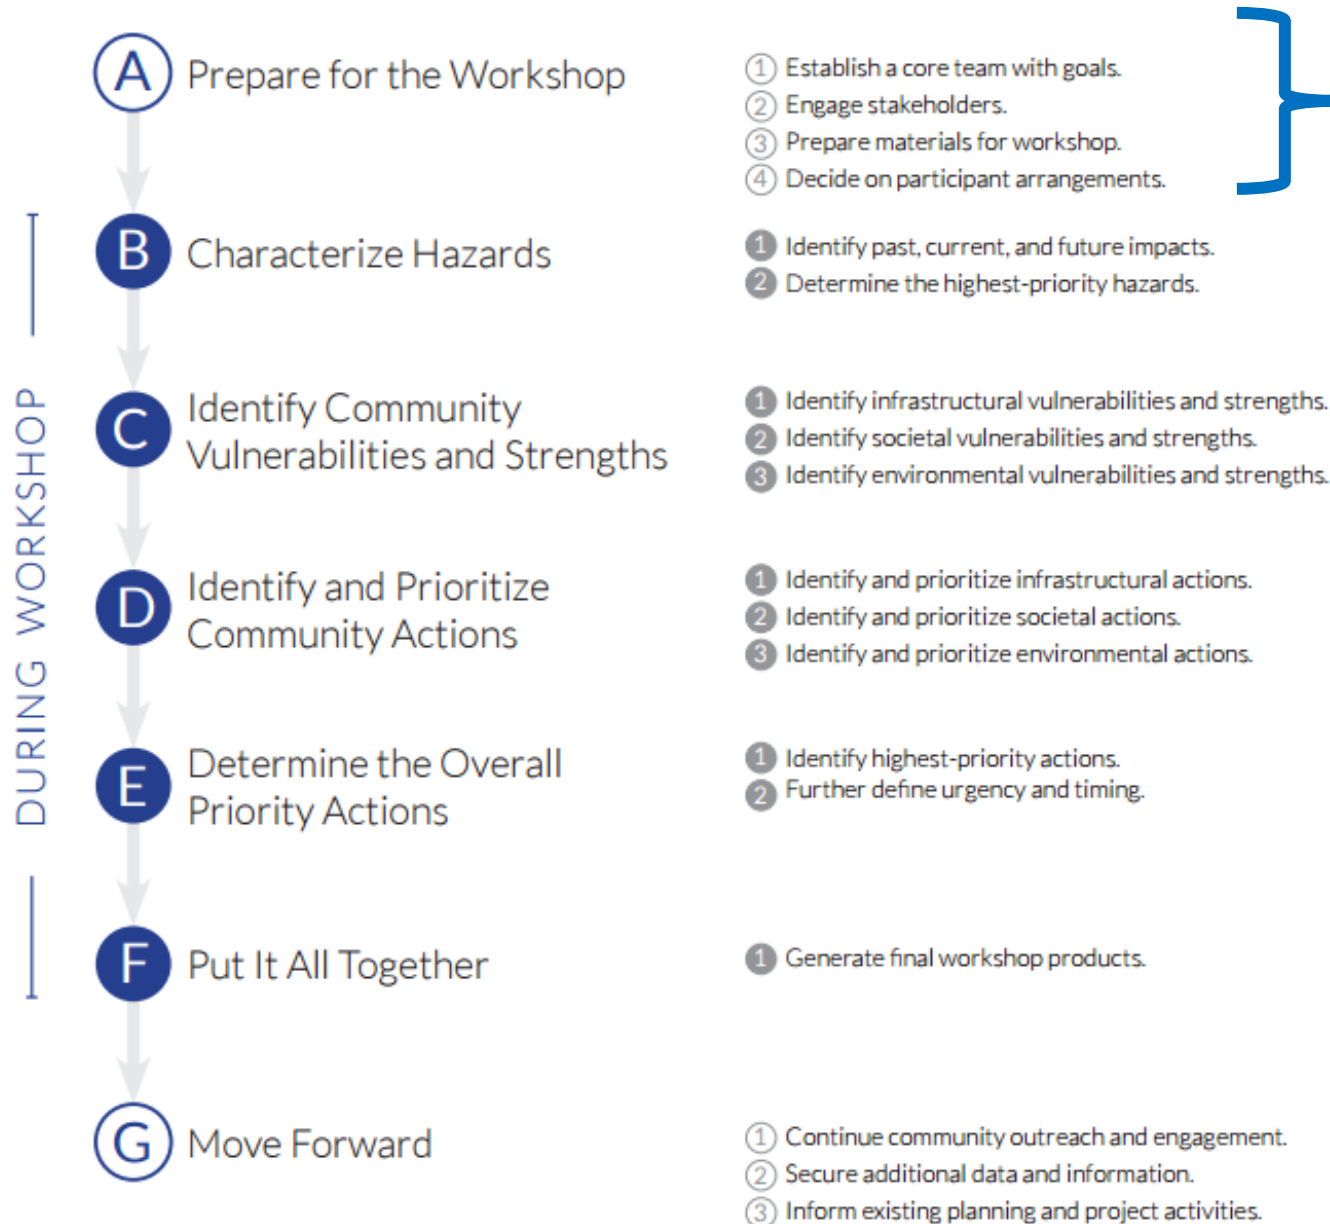 A Prepare for the Workshop
1 Establish a core team with goals.
2 Engage stakeholders.
3 Prepare materials for workshop.
4 Decide on participant arrangements.
DURING WORKSHOP
B Characterize Hazards
1 Identify past, current, and future impacts.
2 Determine the highest-priority hazards.
C Identify Community
Vulnerabilities and Strengths
1 Identify infrastructural vulnerabilities and strengths.
2 Identify societal vulnerabilities and strengths.
3 Identify environmental vulnerabilities and strengths.
D Identify and Prioritize
Community Actions
1 Identify and prioritize infrastructural actions.
2 Identify and prioritize societal actions.
3 Identify and prioritize environmental actions.
E Determine the Overall
Priority Actions
1 Identify highest-priority actions.
2 Further define urgency and timing.
F Put It All Together
1 Generate final workshop products.
G Move Forward
1 Continue community outreach and engagement.
2 Secure additional data and information.
3 Inform existing planning and project activities.